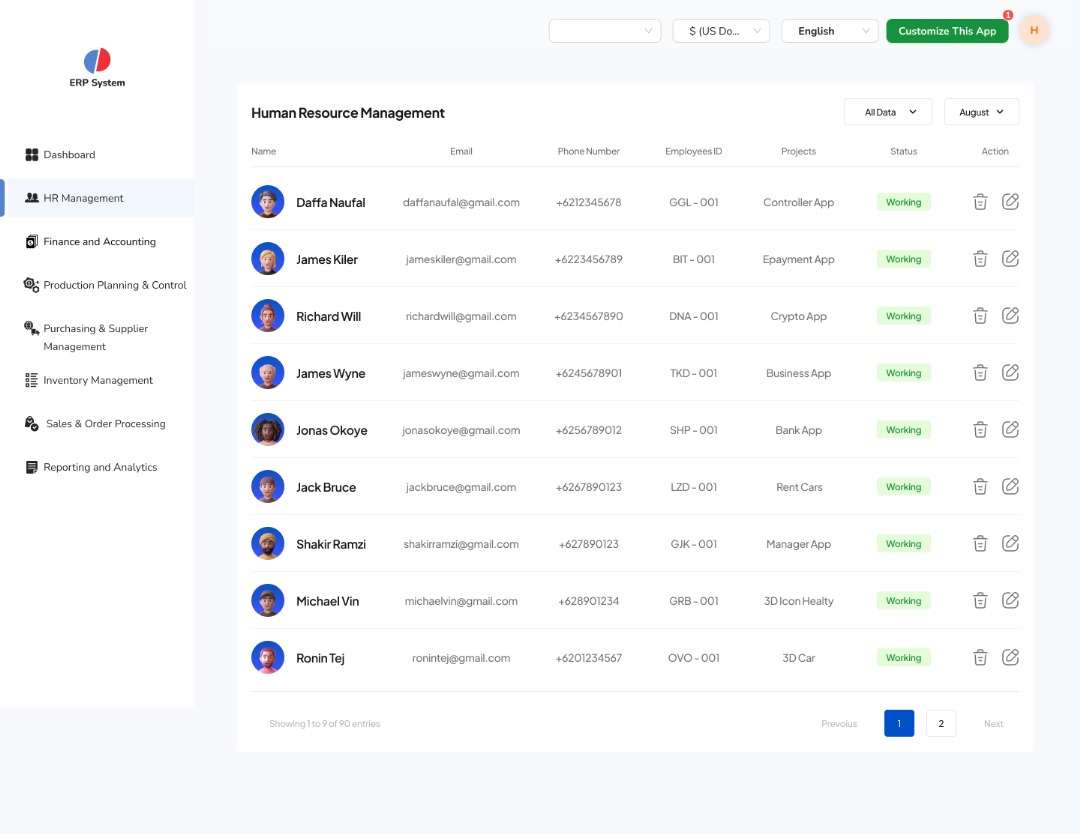 $ (US Do...
English
Customize This App
1
H
ERP System
Dashboard
HR Management
Finance and Accounting
Production Planning & Control
Purchasing & Supplier
Management
Inventory Management
Sales & Order Processing
Reporting and Analytics
Human Resource Management
All Data
August
Name Email Phone Number Employees ID Projects Status Action
Daffa Naufal daffanaufal@gmail.com +6212345678 GGL - 001 Controller App Working
James Kiler jameskiler@gmail.com +6223456789 BIT - 001 Epayment App Working
Richard Will richardwill@gmail.com +6234567890 DNA - 001 Crypto App Working
James Wyne jameswyne@gmail.com +6245678901 TKD - 001 Business App Working
Jonas Okoye jonasokoye@gmail.com +6256789012 SHP - 001 Bank App Working
Jack Bruce jackbruce@gmail.com +6267890123 LZD - 001 Rent Cars Working
Shakir Ramzi shakirramzi@gmail.com +627890123 GJK - 001 Manager App Working
Michael Vin michaelvin@gmail.com +628901234 GRB - 001 3D Icon Healty Working
Ronin Tej ronintej@gmail.com +6201234567 OVO - 001 3D Car Working
Showing 1 to 9 of 90 entries
Prevoius 1 2 Next